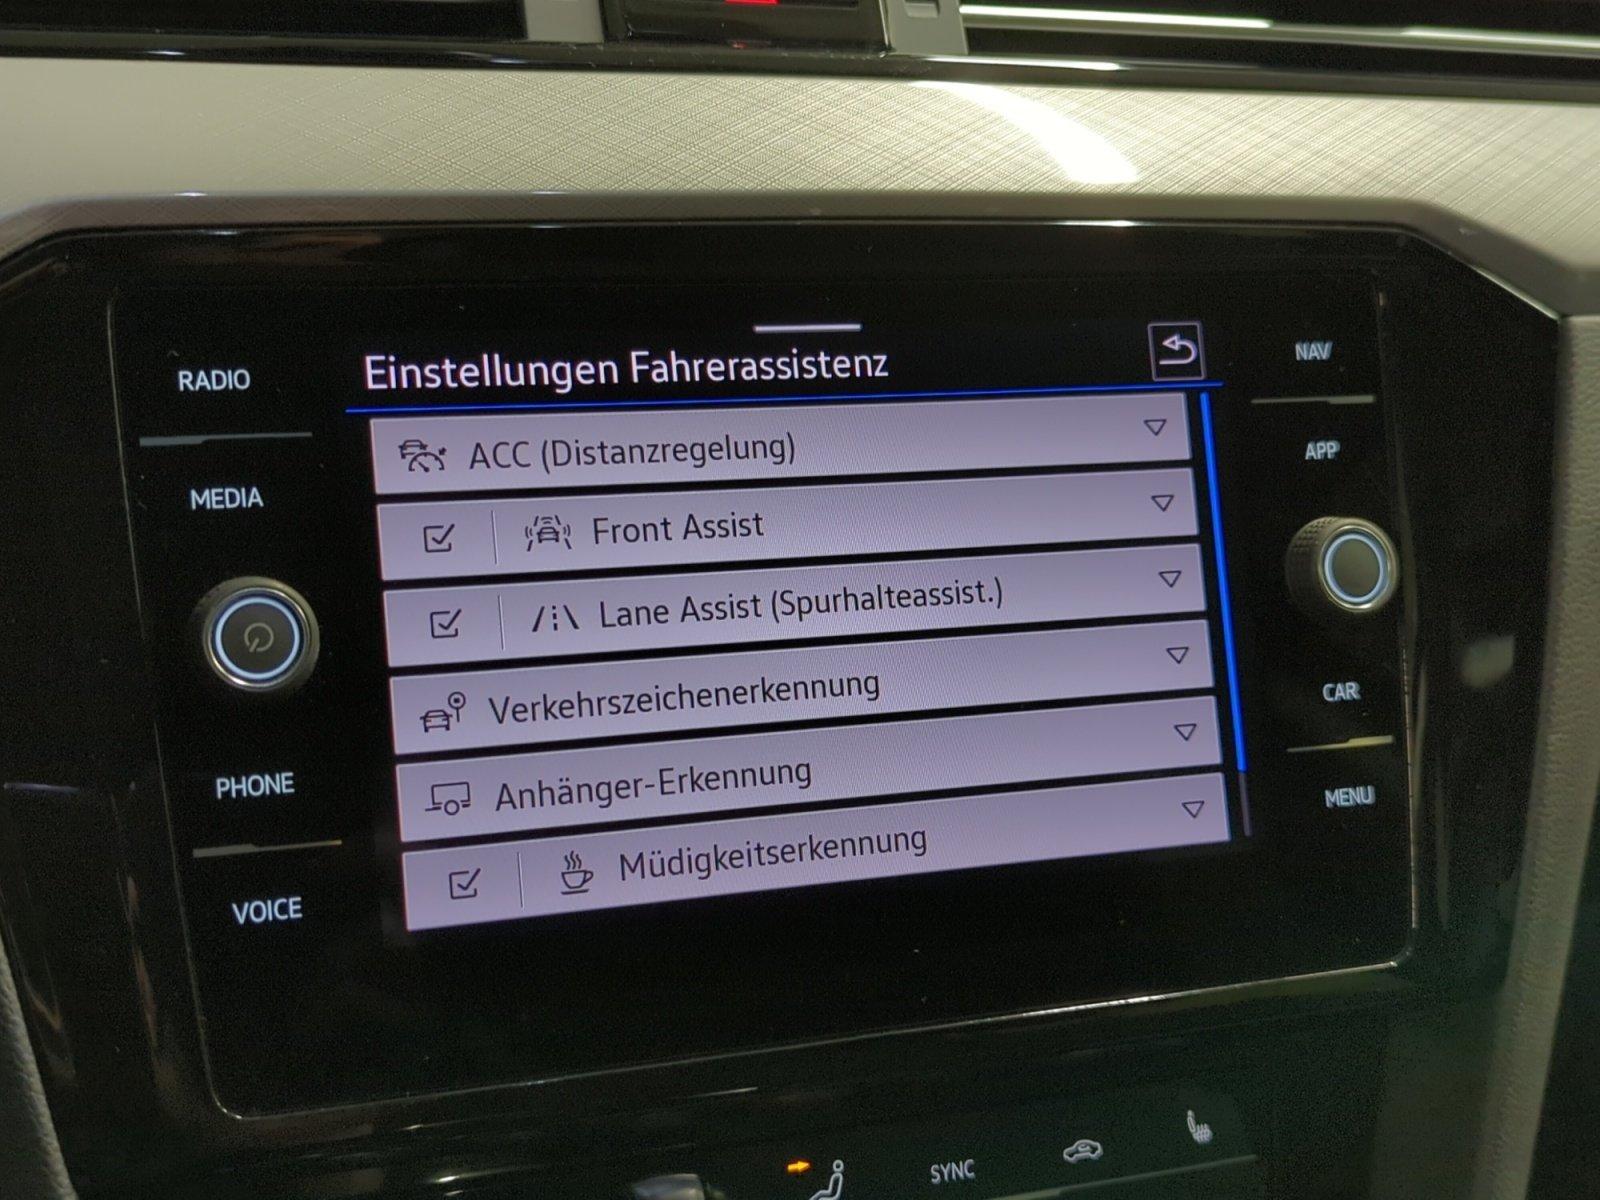 RADIO
MEDIA
PHONE
VOICE
Einstellungen Fahrerassistenz
ACC (Distanzregelung)
Front Assist
Lane Assist (Spurhalteassist.)
Verkehrszeichenerkennung
Anhänger-Erkennung
Müdigkeitserkennung
NAV
APP
CAR
MENU
SYNC